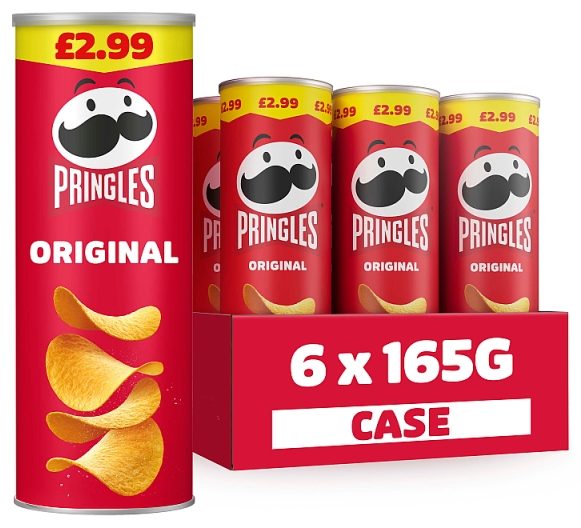 £2.99
PRINGLES
ORIGINAL
£2.99
PRINGLES
ORIGINAL
£2.99
PRINGLES
ORIGINAL
£2.99
PRINGLES
ORIGINAL
6 x 165G
CASE